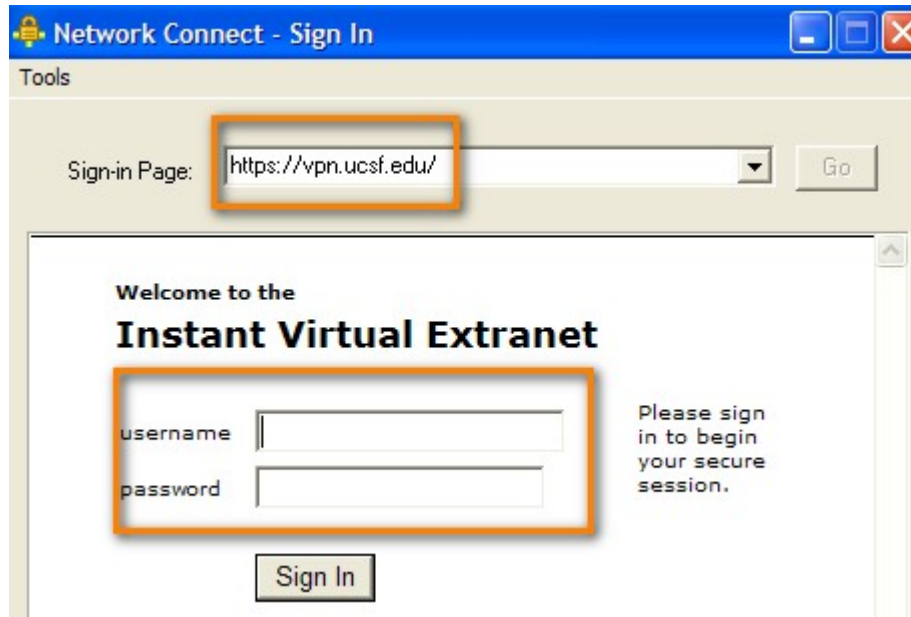 Network Connect - Sign In
Tools
Sign-in Page:
https://vpn.ucsf.edu/
Go
Welcome to the
Instant Virtual Extranet
username
password
Please sign
in to begin
your secure
session.
Sign In